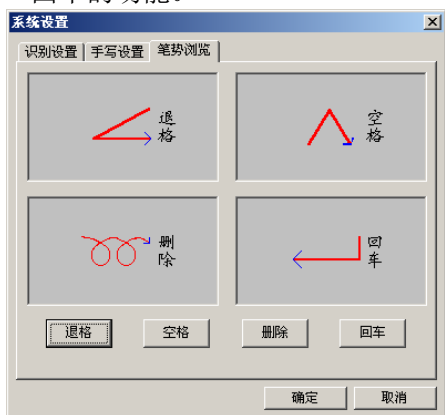 系统设置
识别设置 手写设置 笔势浏览
退格
空格
删除
回车
退格 空格 删除 回车
确定 取消